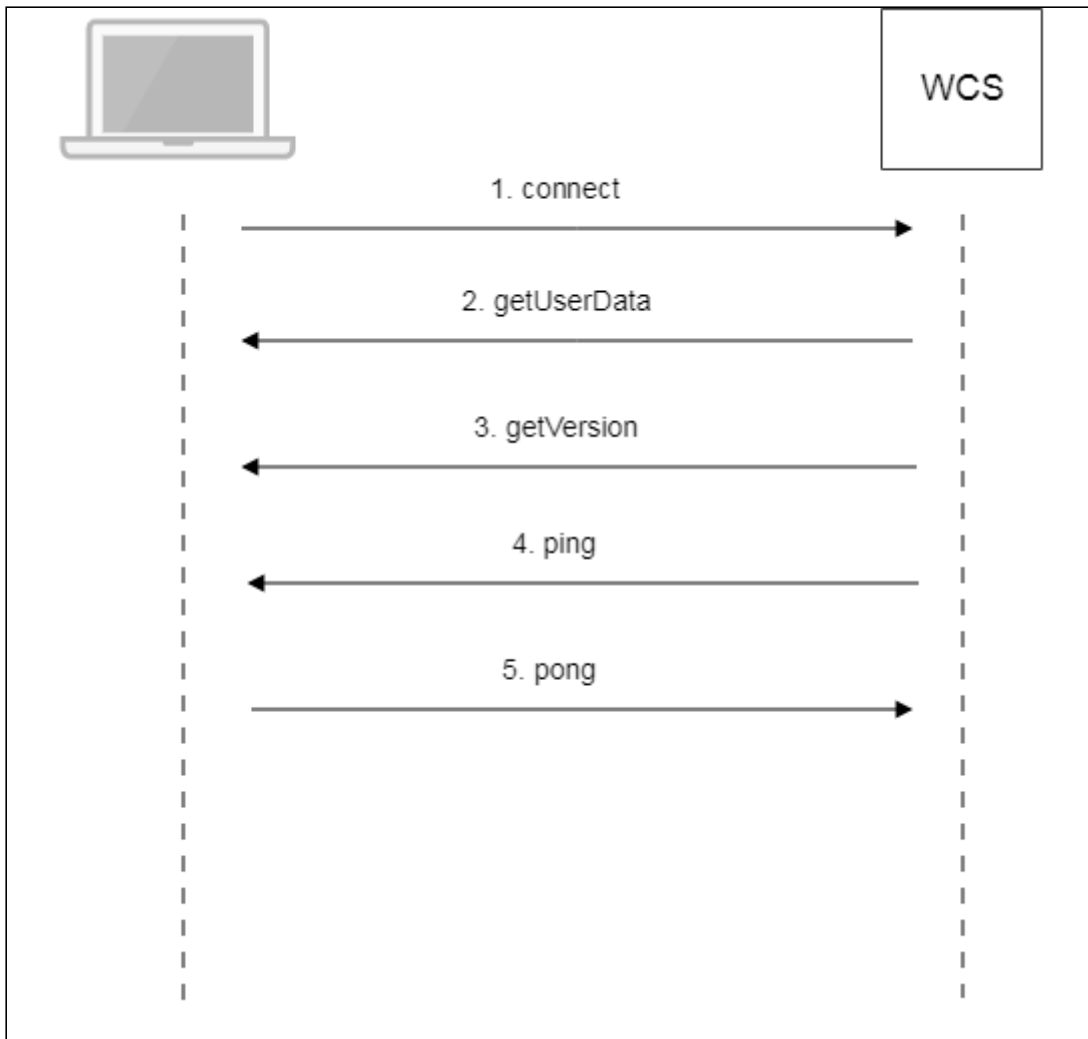 WCS
1. connect
2. getUserData
3. getVersion
4. ping
5. pong